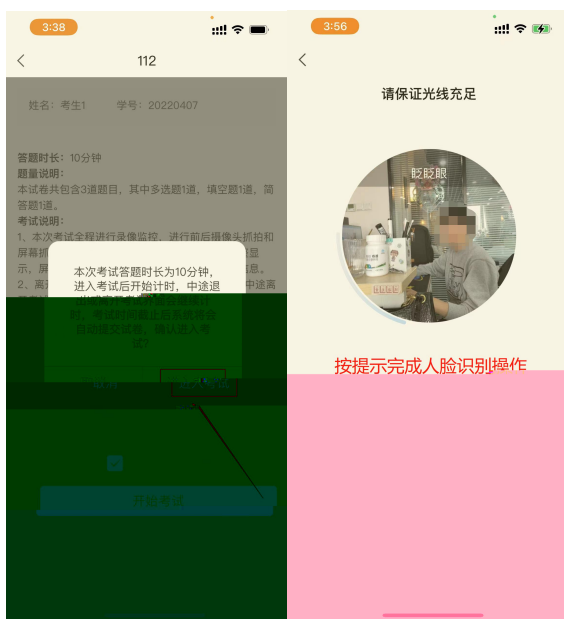 3:38
112
姓名：考生1 学号：20220407
答题时长：10分钟
题量说明：
本试卷共包含3道题目，其中多选题1道，填空题1道，简
答题1道。
考试说明：
1、本次考试全程进行录像监控，进行前后摄像头抓拍和
屏幕抓
显
示，屏
信息。
2、离
中途离
本次考试答题时长为10分钟，
进入考试后开始计时，中途退
时，考试时间截止后系统将会
自动提交试卷，确认进入考
试？
开始考试
3:56
请保证光线充足
眨眨眼
按提示完成人脸识别操作